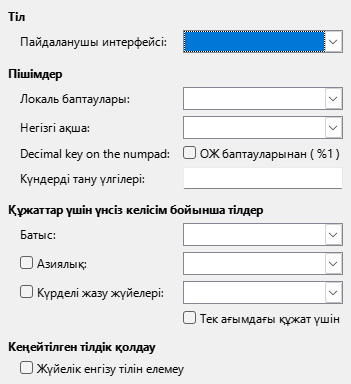 Тіл
Пайдаланушы интерфейсі:
Пішімдер
Локаль баптаулары:
Негізгі ақша:
Decimal key on the numpad: ОЖ баптауларынан ( %1 )
Күндерді тану үлгілері:
Құжаттар үшін үнсіз келісім бойынша тілдер
Батыс:
Азиялық:
Күрделі жазу жүйелері:
Тек ағымдағы құжат үшін
Кеңейтілген тілдік қолдау
Жүйелік енгізу тілін елемеу